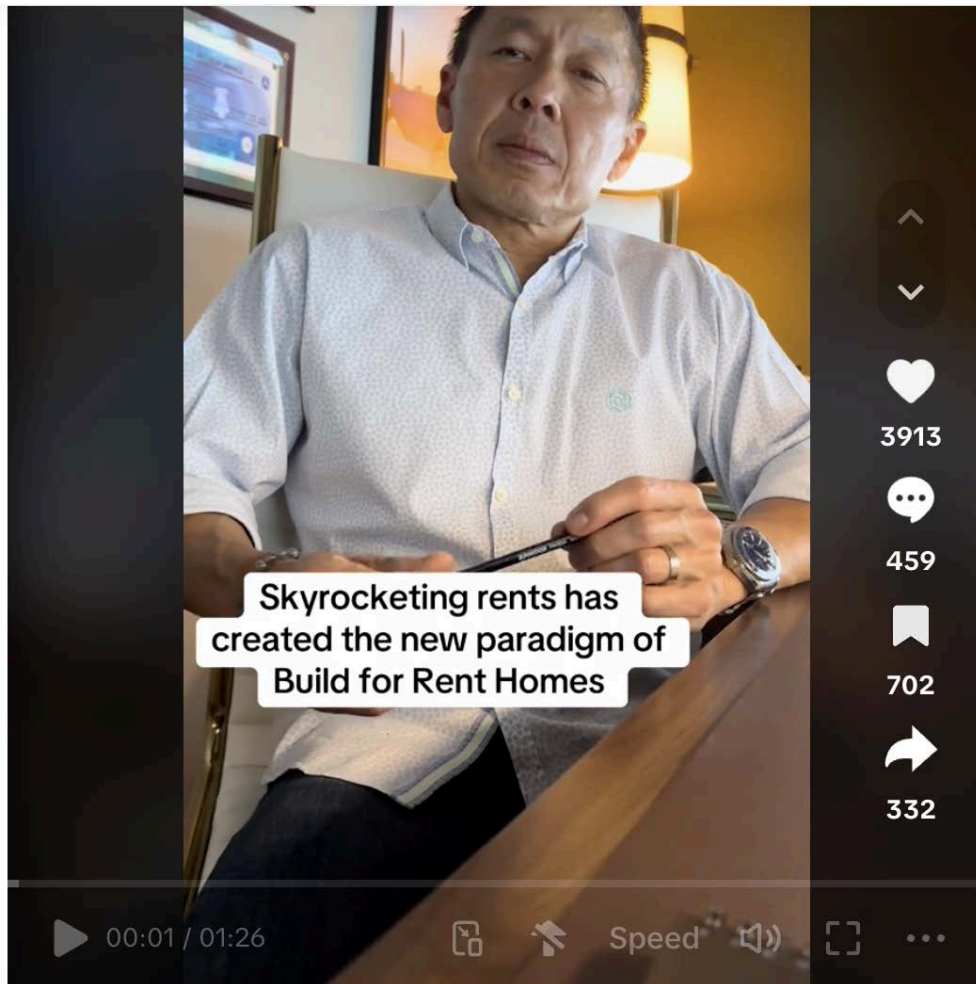 3913
459
Skyrocketing rents has
created the new paradigm of
Build for Rent Homes
702
332
00:01 / 01:26
Speed